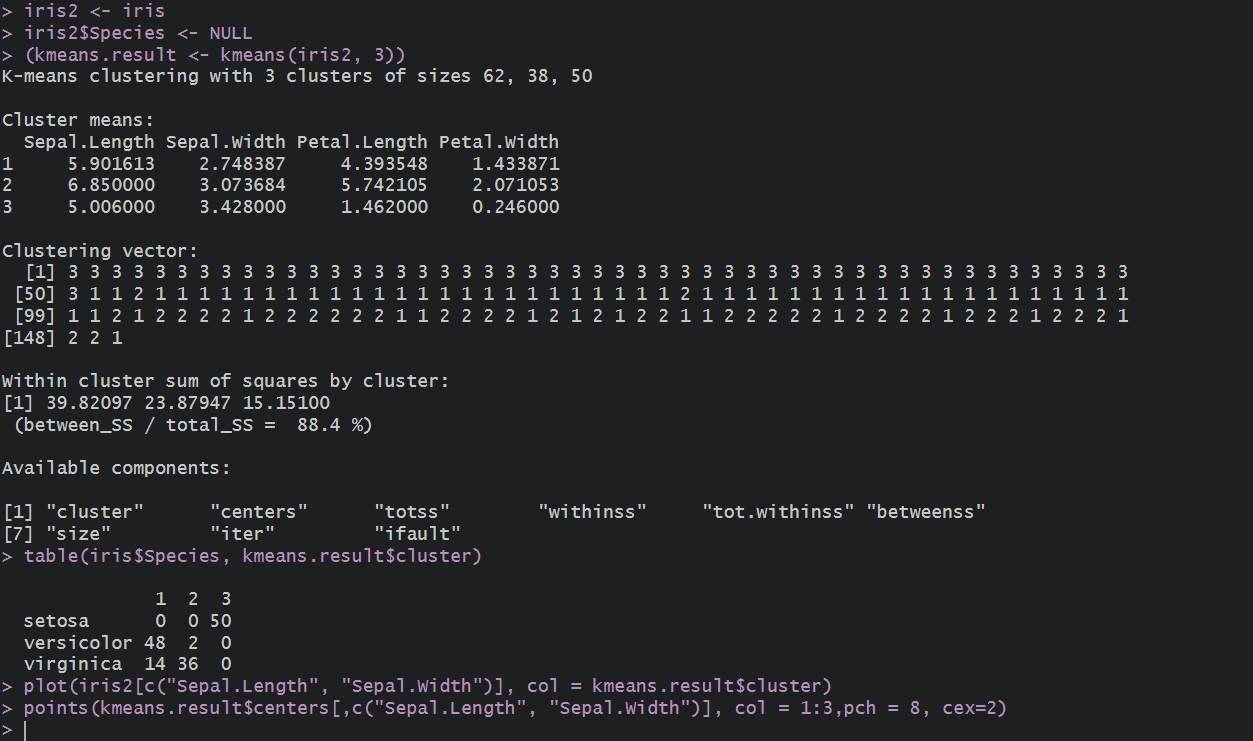 > iris2 <- iris
> iris2$Species <- NULL
> (kmeans.result <- kmeans(iris2, 3))
K-means clustering with 3 clusters of sizes 62, 38, 50

Cluster means:
  Sepal.Length Sepal.Width Petal.Length Petal.Width
1     5.901613    2.748387     4.393548    1.433871
2     6.850000    3.073684     5.742105    2.071053
3     5.006000    3.428000     1.462000    0.246000

Clustering vector:
  [1] 3 3 3 3 3 3 3 3 3 3 3 3 3 3 3 3 3 3 3 3 3 3 3 3 3 3 3 3 3 3 3 3 3 3 3 3 3 3 3 3 3 3 3 3 3 3 3 3 3
 [50] 3 1 1 2 1 1 1 1 1 1 1 1 1 1 1 1 1 1 1 1 1 1 1 1 1 1 1 1 1 2 1 1 1 1 1 1 1 1 1 1 1 1 1 1 1 1 1 1 1 1
 [99] 1 1 2 1 2 2 2 2 1 2 2 2 2 2 2 1 1 2 2 2 2 1 2 1 2 1 2 2 1 1 2 2 2 2 2 1 2 2 2 2 1 2 2 2 1 2 2 2 1
[148] 2 2 1

Within cluster sum of squares by cluster:
[1] 39.82097 23.87947 15.15100
 (between_SS / total_SS =  88.4 %)

Available components:

[1] "cluster"      "centers"      "totss"        "withinss"     "tot.withinss" "betweenss"
[7] "size"         "iter"         "ifault"
> table(iris$Species, kmeans.result$cluster)

              1  2  3
  setosa      0  0 50
  versicolor 48  2  0
  virginica  14 36  0
> plot(iris2[c("Sepal.Length", "Sepal.Width")], col = kmeans.result$cluster)
> points(kmeans.result$centers[,c("Sepal.Length", "Sepal.Width")], col = 1:3,pch = 8, cex=2)
>